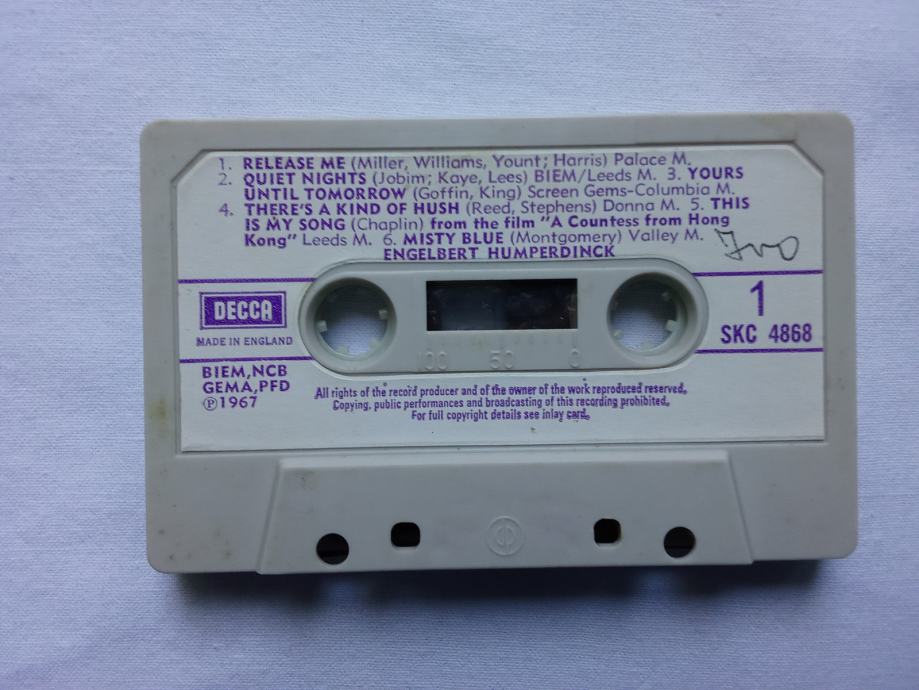 1. RELEASE ME (Miller, Williams, Yount; Harris) Palace M.
2. QUIET NIGHTS (Jobim; Kaye, Lees) BIEM/Leeds M. 3. YOURS
UNTIL TOMORROW (Goffin, King) Screen Gems-Columbia M.
4. THERE'S A KIND OF HUSH (Reed, Stephens) Donna M. 5. THIS
IS MY SONG (Chaplin) from the film "A Countess from Hong
Kong" Leeds M. 6. MISTY BLUE (Montgomery) Valley M.
Ivo
ENGELBERT HUMPERDINCK
DECCA
MADE IN ENGLAND
100 50 0
1
SKC 4868
BIEM,NCB
GEMA,PFD
℗1967
All rights of the record producer and of the owner of the work reproduced reserved.
Copying, public performances and broadcasting of this recording prohibited.
For full copyright details see inlay card.